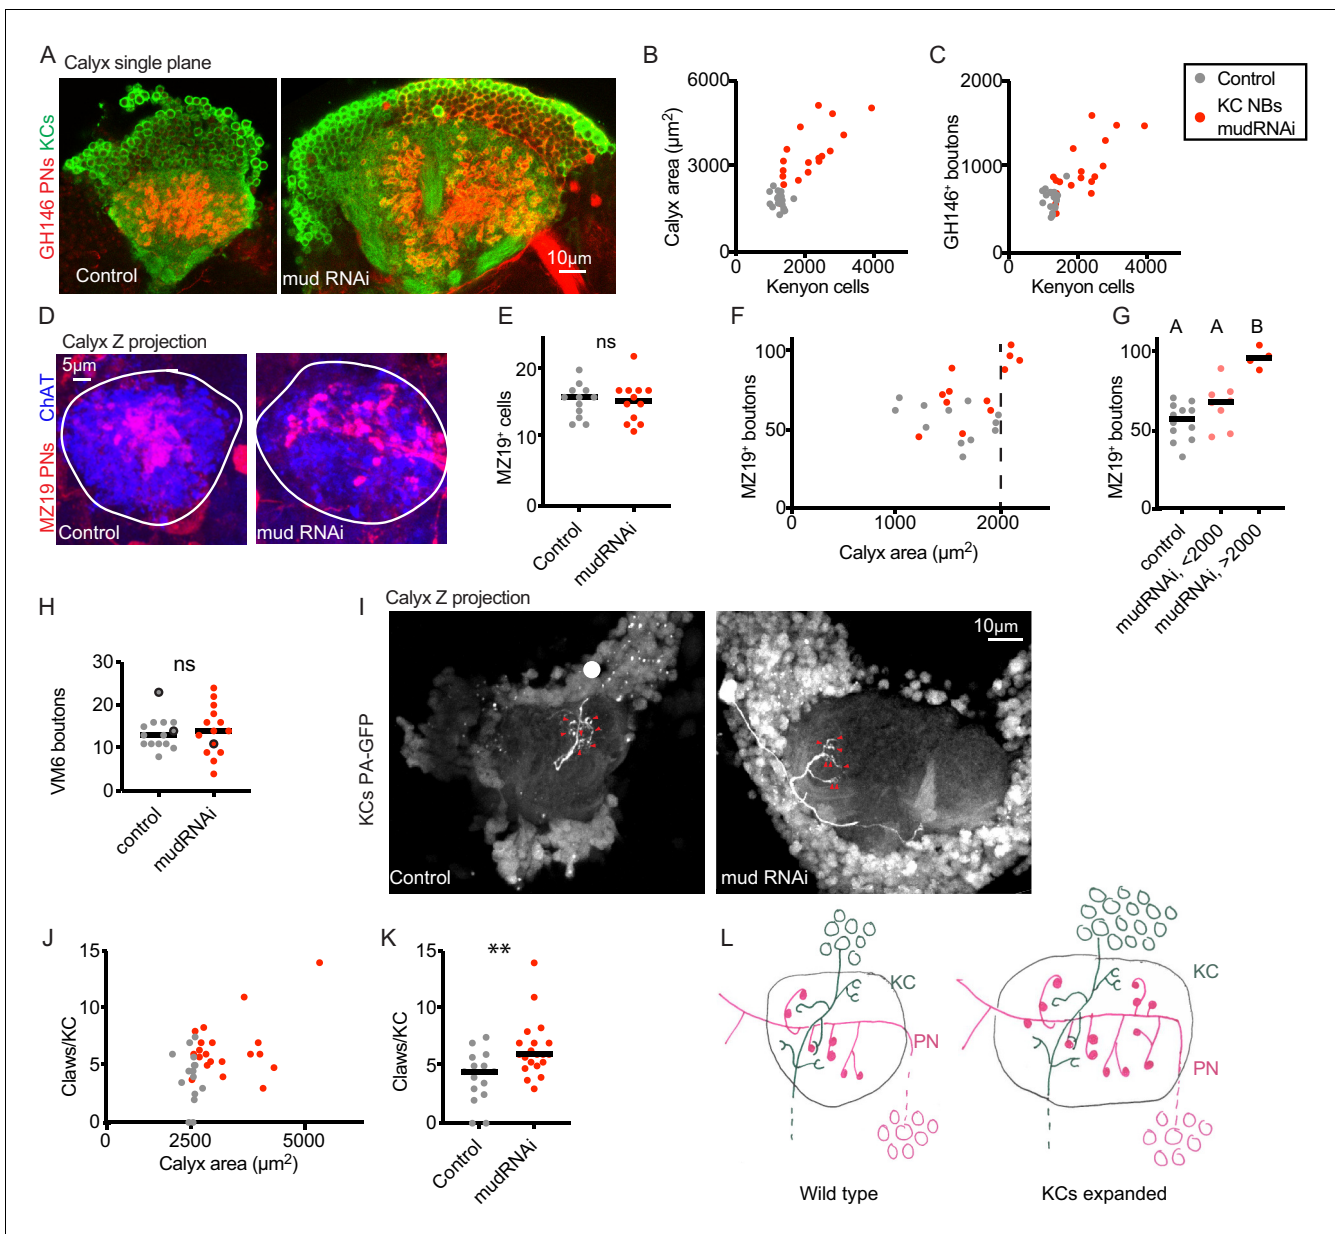 A
Calyx single plane
GH146 PNs KCs
Control
mud RNAi
10µm
B
6000
3000
0
Calyx area (µm²)
0 2000 4000
Kenyon cells
C
2000
1000
0
GH146⁺ boutons
0 2000 4000
Kenyon cells
Control
KC NBs
mudRNAi
D
Calyx Z projection
MZ19 PNs ChAT
5µm
Control
mud RNAi
E
ns
20
10
0
MZ19⁺ cells
Control
mudRNAi
F
100
50
0
MZ19⁺ boutons
0 1000 2000
Calyx area (µm²)
G
A A B
100
50
0
MZ19⁺ boutons
control
mudRNAi, <2000
mudRNAi, >2000
H
ns
30
20
10
0
VM6 boutons
control
mudRNAi
I
Calyx Z projection
KCs PA-GFP
Control
mud RNAi
10µm
J
15
10
5
0
Claws/KC
0 2500 5000
Calyx area (µm²)
K
**
15
10
5
0
Claws/KC
Control
mudRNAi
L
KC
PN
Wild type
KC
PN
KCs expanded